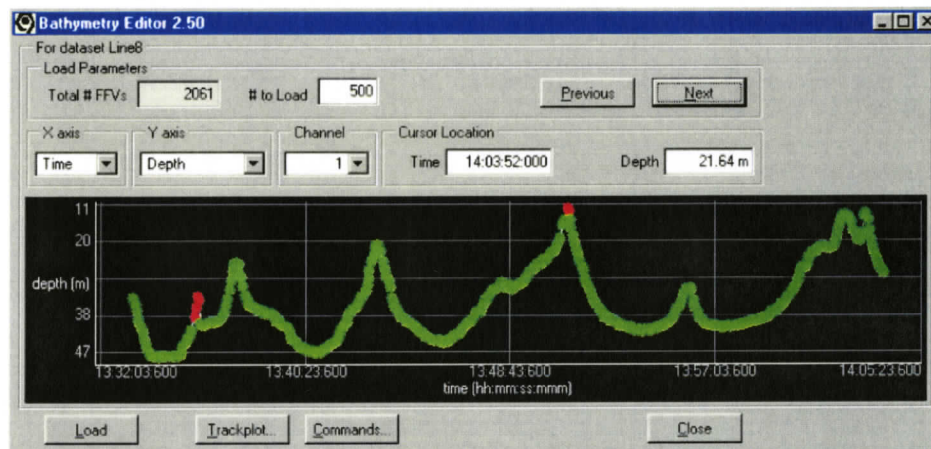 Bathymetry Editor 2.50
For dataset Line8
Load Parameters
Total # FFVs 2061 # to Load 500 Previous Next
X axis Y axis Channel Cursor Location
Time Depth 1 Time 14:03:52:000 Depth 21.64 m
11
20
depth (m)
38
47
13:32:03.600 13:40:23.600 13:48:43.600 13:57:03.600 14:05:23.600
time (hh:mm:ss:mmm)
Load Trackplot... Commands... Close